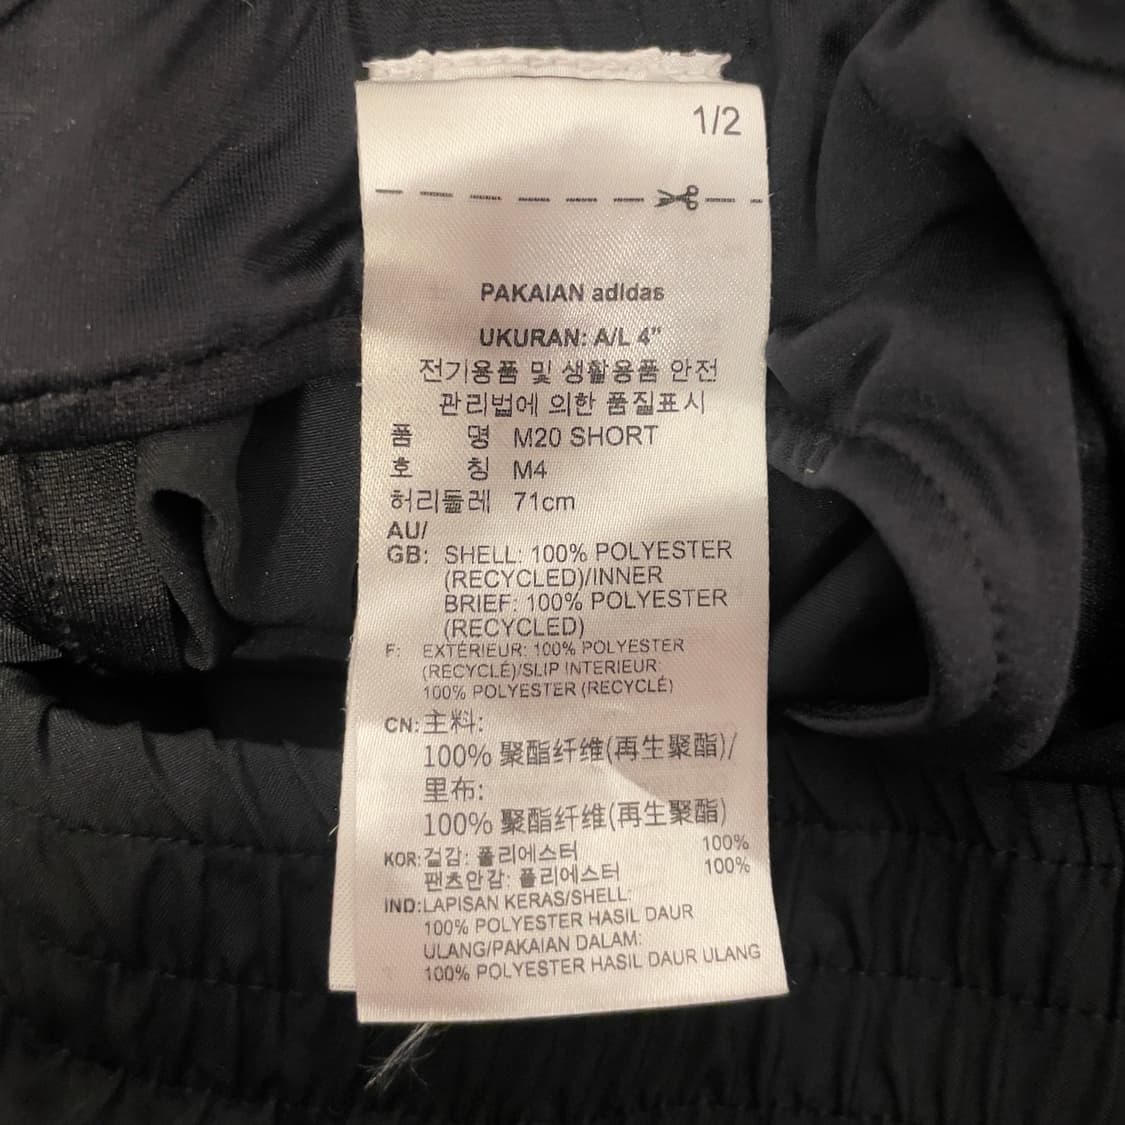 1/2
PAKAIAN adidas
UKURAN: A/L 4”
전기용품 및 생활용품 안전
관리법에 의한 품질표시
품 명 M20 SHORT
호 칭 M4
허리둘레 71cm
AU/
GB: SHELL: 100% POLYESTER
(RECYCLED)/INNER
BRIEF: 100% POLYESTER
(RECYCLED)
F: EXTÉRIEUR: 100% POLYESTER
(RECYCLÉ)/SLIP INTERIEUR:
100% POLYESTER (RECYCLÉ)
CN: 主料:
100% 聚酯纤维(再生聚酯)/
里布:
100% 聚酯纤维(再生聚酯)
KOR: 겉감: 폴리에스터 100%
팬츠안감: 폴리에스터 100%
IND: LAPISAN KERAS/SHELL:
100% POLYESTER HASIL DAUR
ULANG/PAKAIAN DALAM:
100% POLYESTER HASIL DAUR ULANG